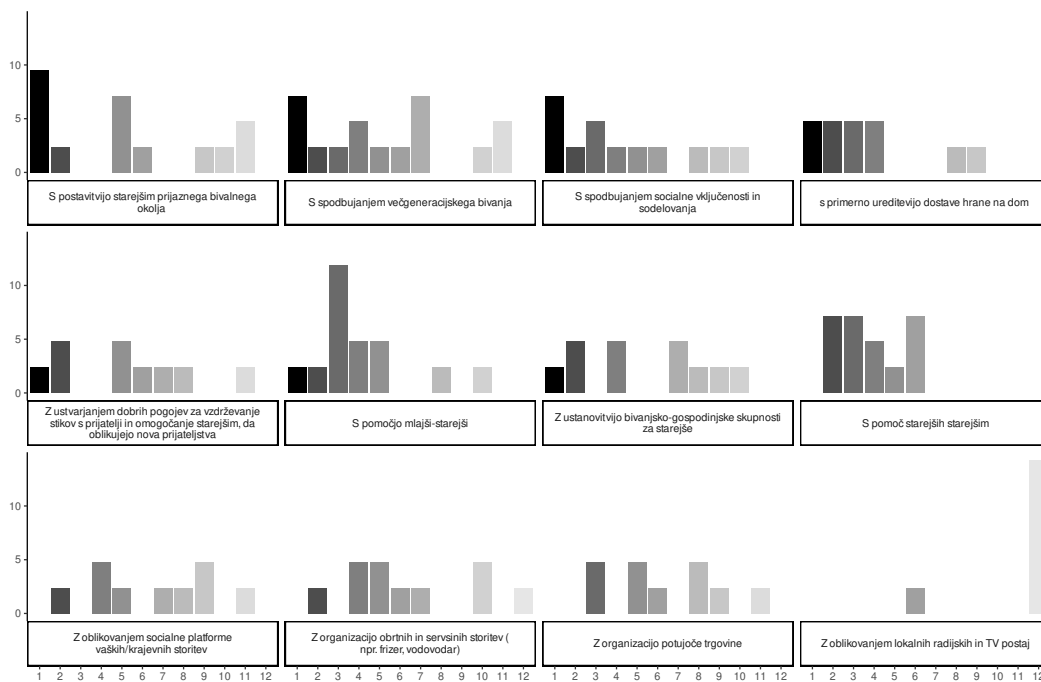 10
5
0
S postavitvijo starejšim prijaznega bivalnega
okolja
S spodbujanjem večgeneracijskega bivanja
S spodbujanjem socialne vključenosti in
sodelovanja
s primerno ureditevijo dostave hrane na dom
10
5
0
Z ustvarjanjem dobrih pogojev za vzdrževanje
stikov s prijatelji in omogočanje starejšim, da
oblikujejo nova prijateljstva
S pomočjo mlajši-starejši
Z ustanovitvijo bivanjsko-gospodinjske skupnosti
za starejše
S pomoč starejših starejšim
10
5
0
Z oblikovanjem socialne platforme
vaških/krajevnih storitev
Z organizacijo obrtnih in servsinih storitev (
npr. frizer, vodovodar)
Z organizacijo potujoče trgovine
Z oblikovanjem lokalnih radijskih in TV postaj
1 2 3 4 5 6 7 8 9 10 11 12
1 2 3 4 5 6 7 8 9 10 11 12
1 2 3 4 5 6 7 8 9 10 11 12
1 2 3 4 5 6 7 8 9 10 11 12